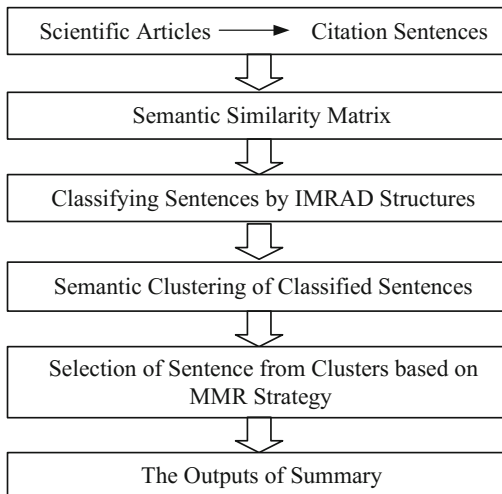 Scientific Articles Citation Sentences
Semantic Similarity Matrix
Classifying Sentences by IMRAD Structures
Semantic Clustering of Classified Sentences
Selection of Sentence from Clusters based on
MMR Strategy
The Outputs of Summary